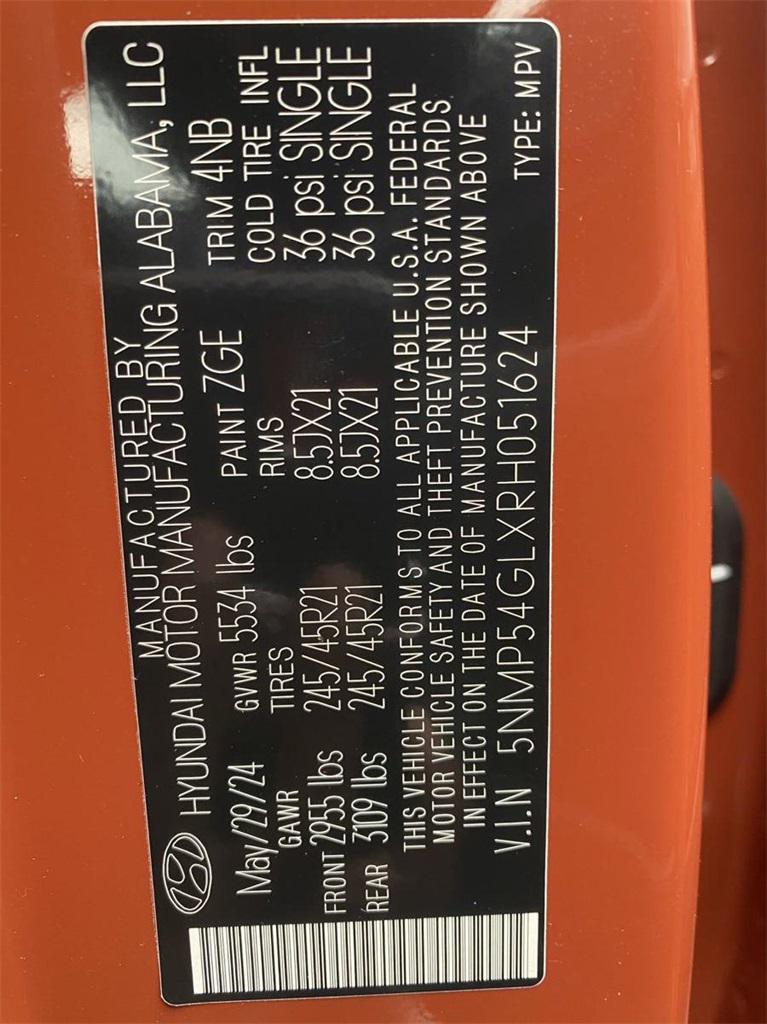 MANUFACTURED BY
HYUNDAI MOTOR MANUFACTURING ALABAMA, LLC
May/29/24 GVWR 5534 lbs PAINT ZGE TRIM 4NB
GAWR TIRES RIMS COLD TIRE INFL
FRONT 2955 lbs 245/45R21 8.5JX21 36 psi SINGLE
REAR 3109 lbs 245/45R21 8.5JX21 36 psi SINGLE
THIS VEHICLE CONFORMS TO ALL APPLICABLE U.S.A. FEDERAL
MOTOR VEHICLE SAFETY AND THEFT PREVENTION STANDARDS
IN EFFECT ON THE DATE OF MANUFACTURE SHOWN ABOVE
V.I.N 5NMP54GLXRH051624 TYPE: MPV